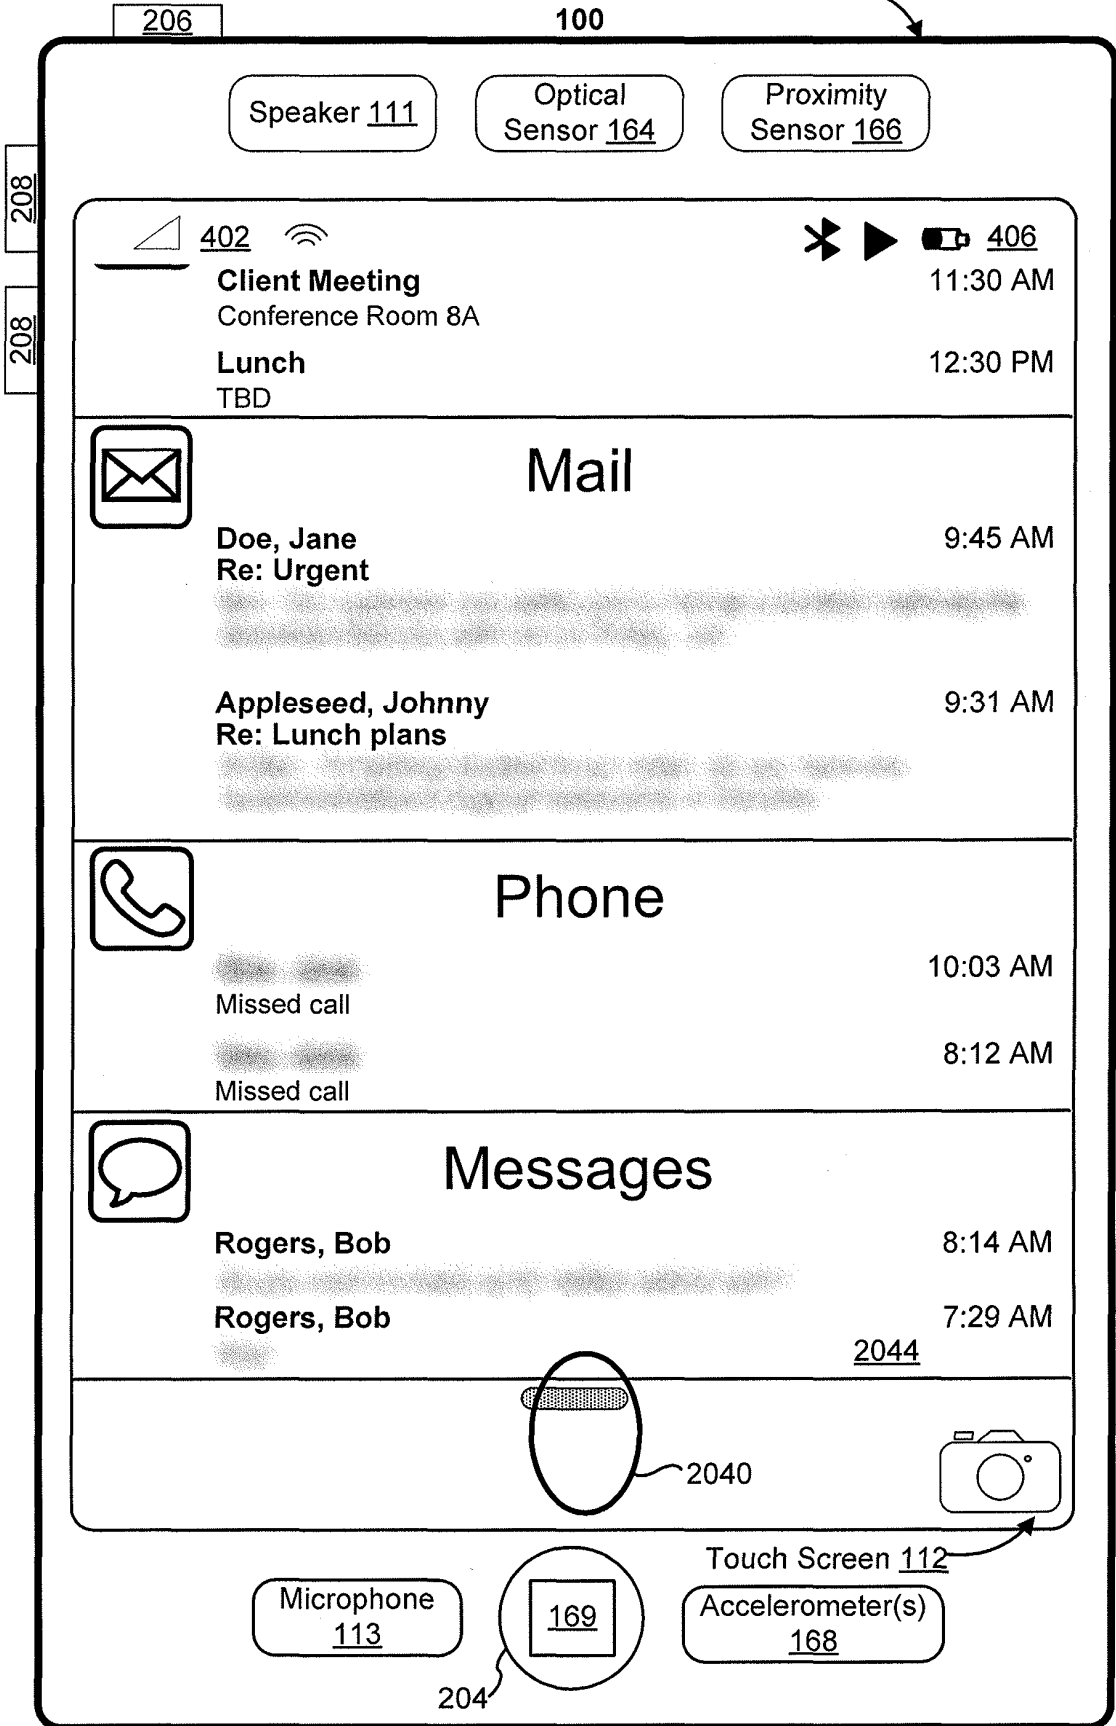 206
100
Speaker 111
Optical
Sensor 164
Proximity
Sensor 166
208
208
402
406
Client Meeting
11:30 AM
Conference Room 8A
Lunch
12:30 PM
TBD
Mail
Doe, Jane
9:45 AM
Re: Urgent
Appleseed, Johnny
9:31 AM
Re: Lunch plans
Phone
10:03 AM
Missed call
8:12 AM
Missed call
Messages
Rogers, Bob
8:14 AM
Rogers, Bob
7:29 AM
2044
2040
Touch Screen 112
Microphone
113
169
Accelerometer(s)
168
204